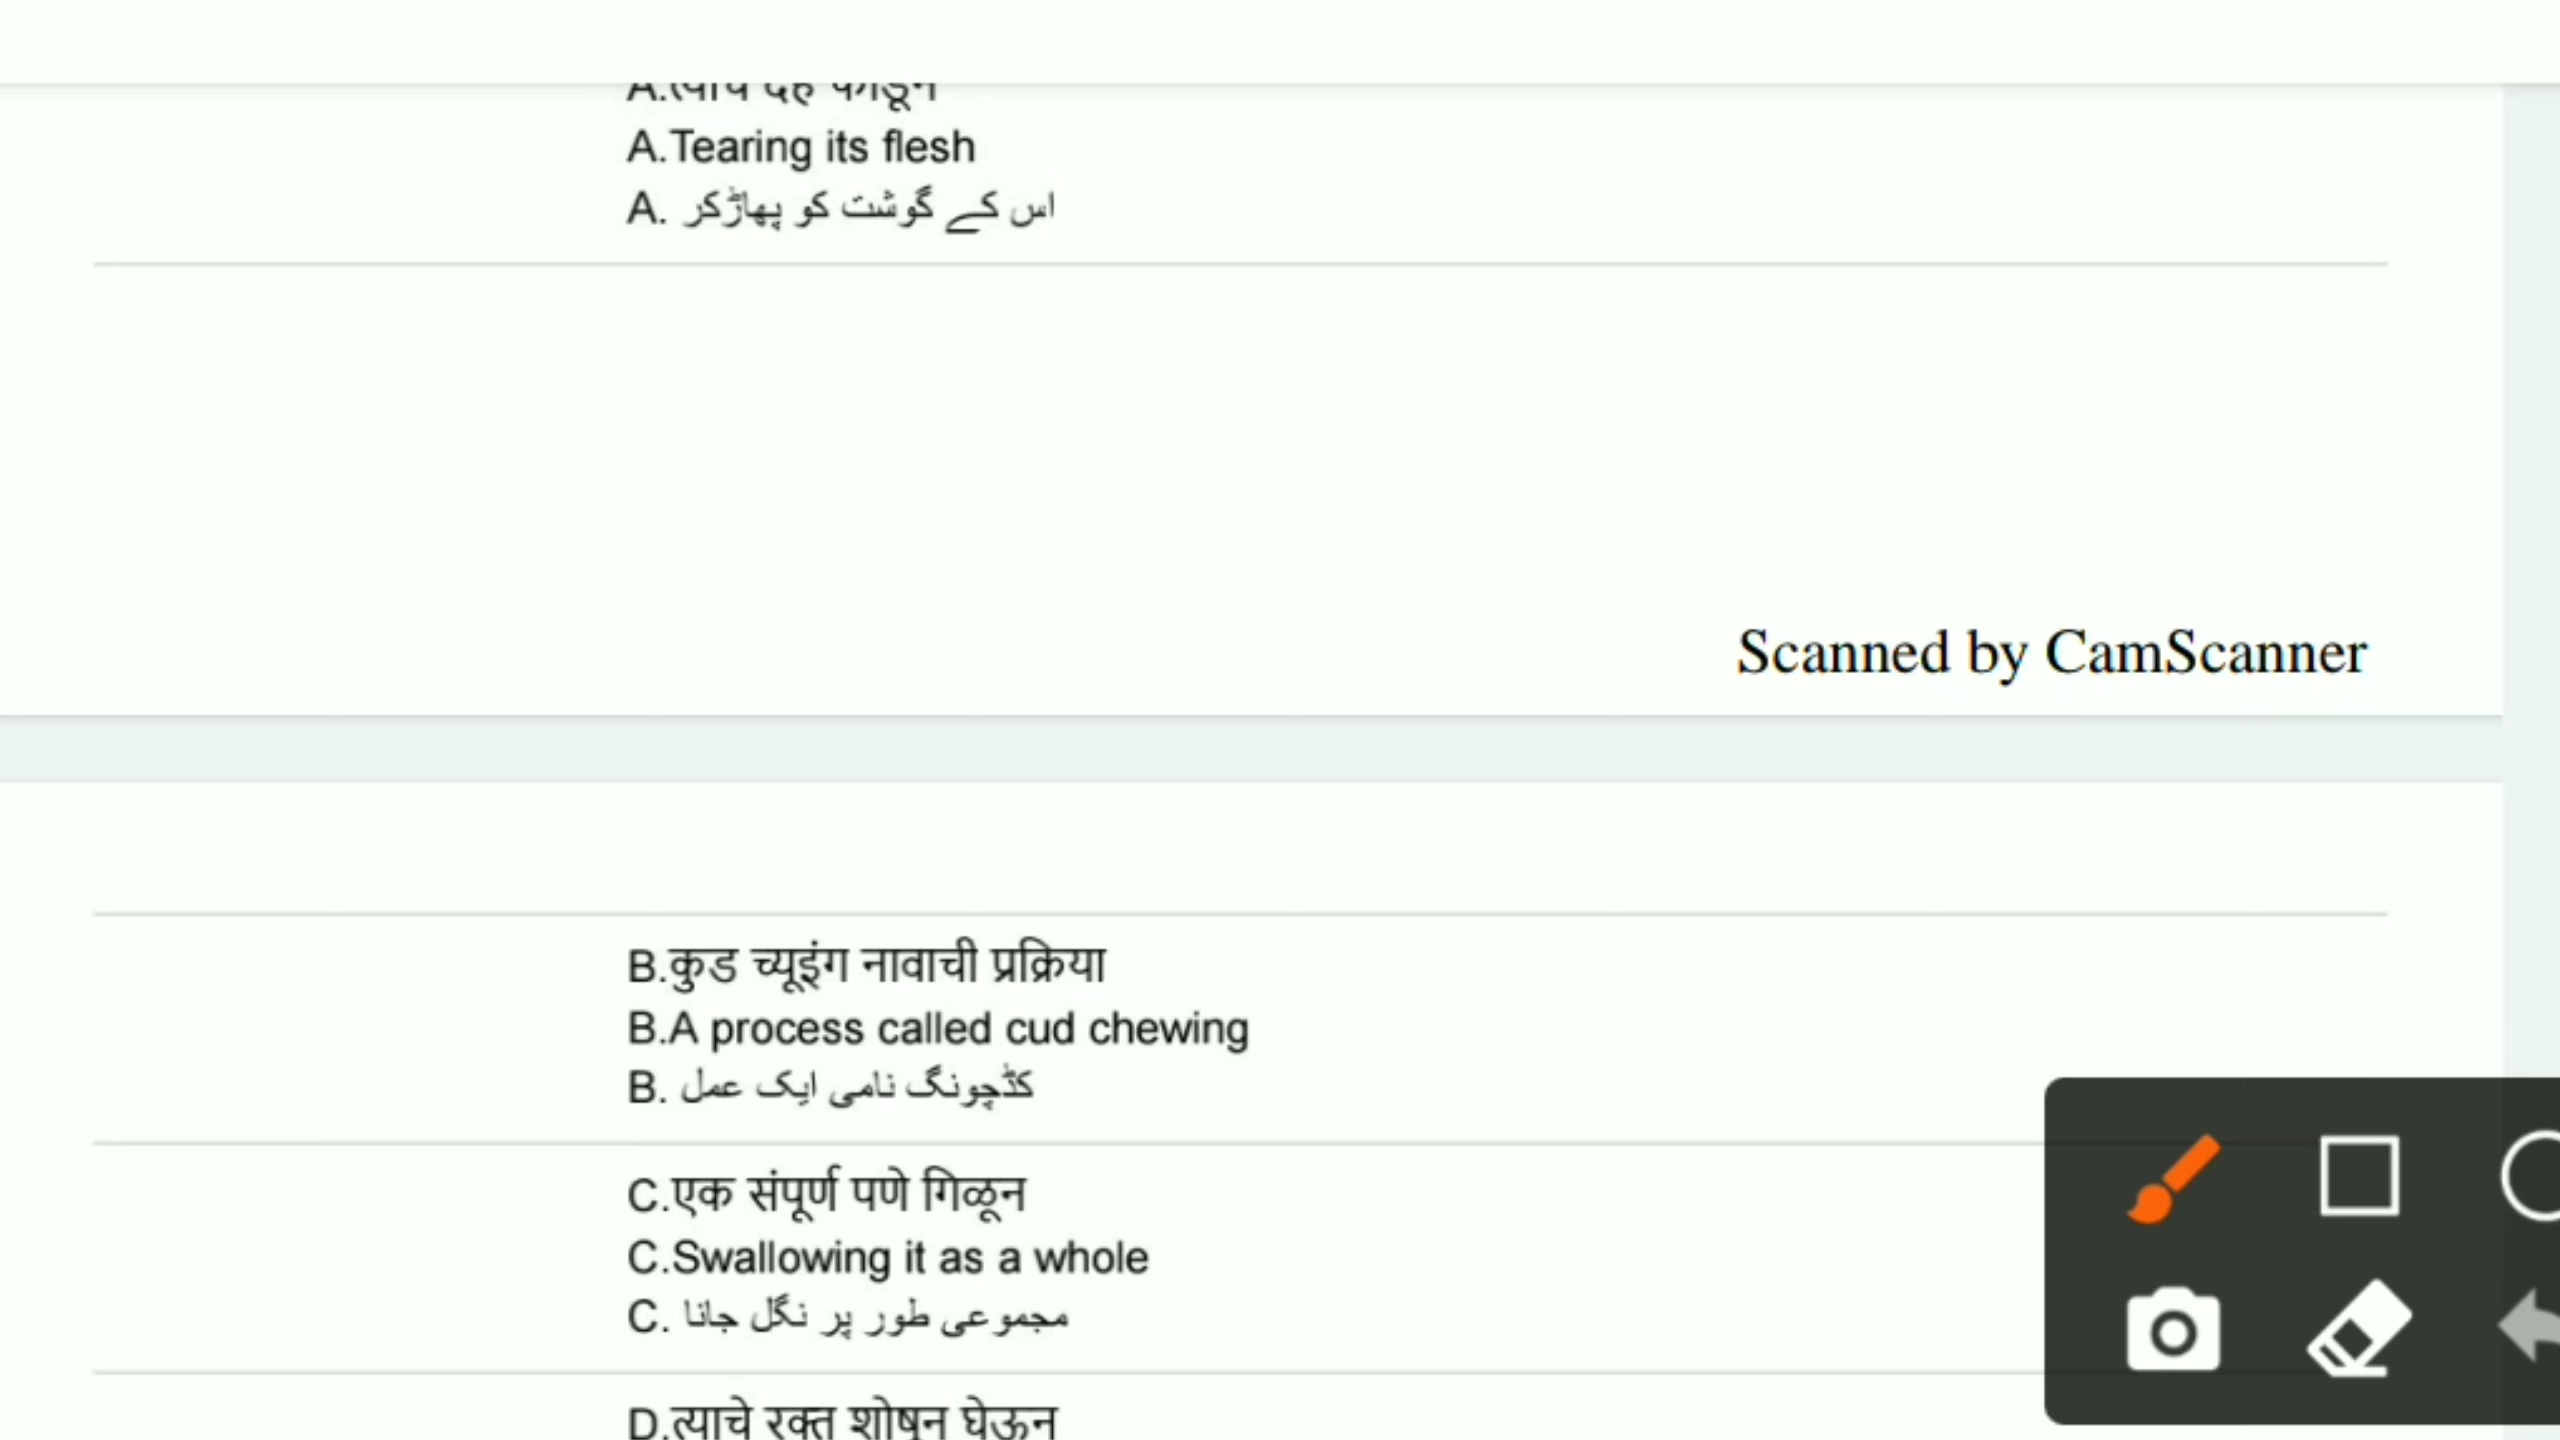 A.त्याचे देह फाडून
A.Tearing its flesh
A. اس کے گوشت کو پھاڑکر
Scanned by CamScanner
B.कुड च्यूइंग नावाची प्रक्रिया
B.A process called cud chewing
B. کڈچونگ نامی ایک عمل
C.एक संपूर्ण पणे गिळून
C.Swallowing it as a whole
C. مجموعی طور پر نگل جانا
D.त्याचे रक्त शोषून घेऊन